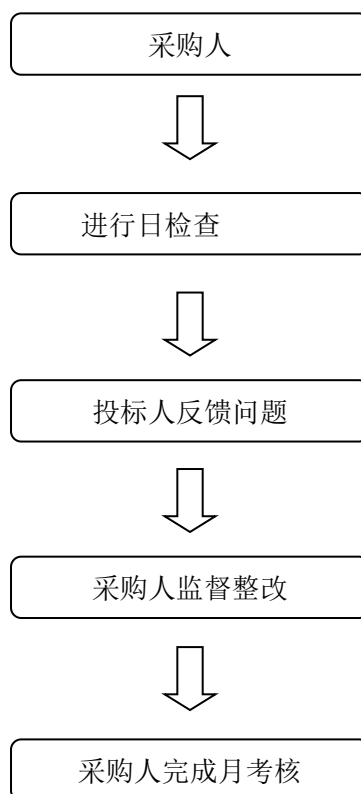 采购人
进行日检查
投标人反馈问题
采购人监督整改
采购人完成月考核